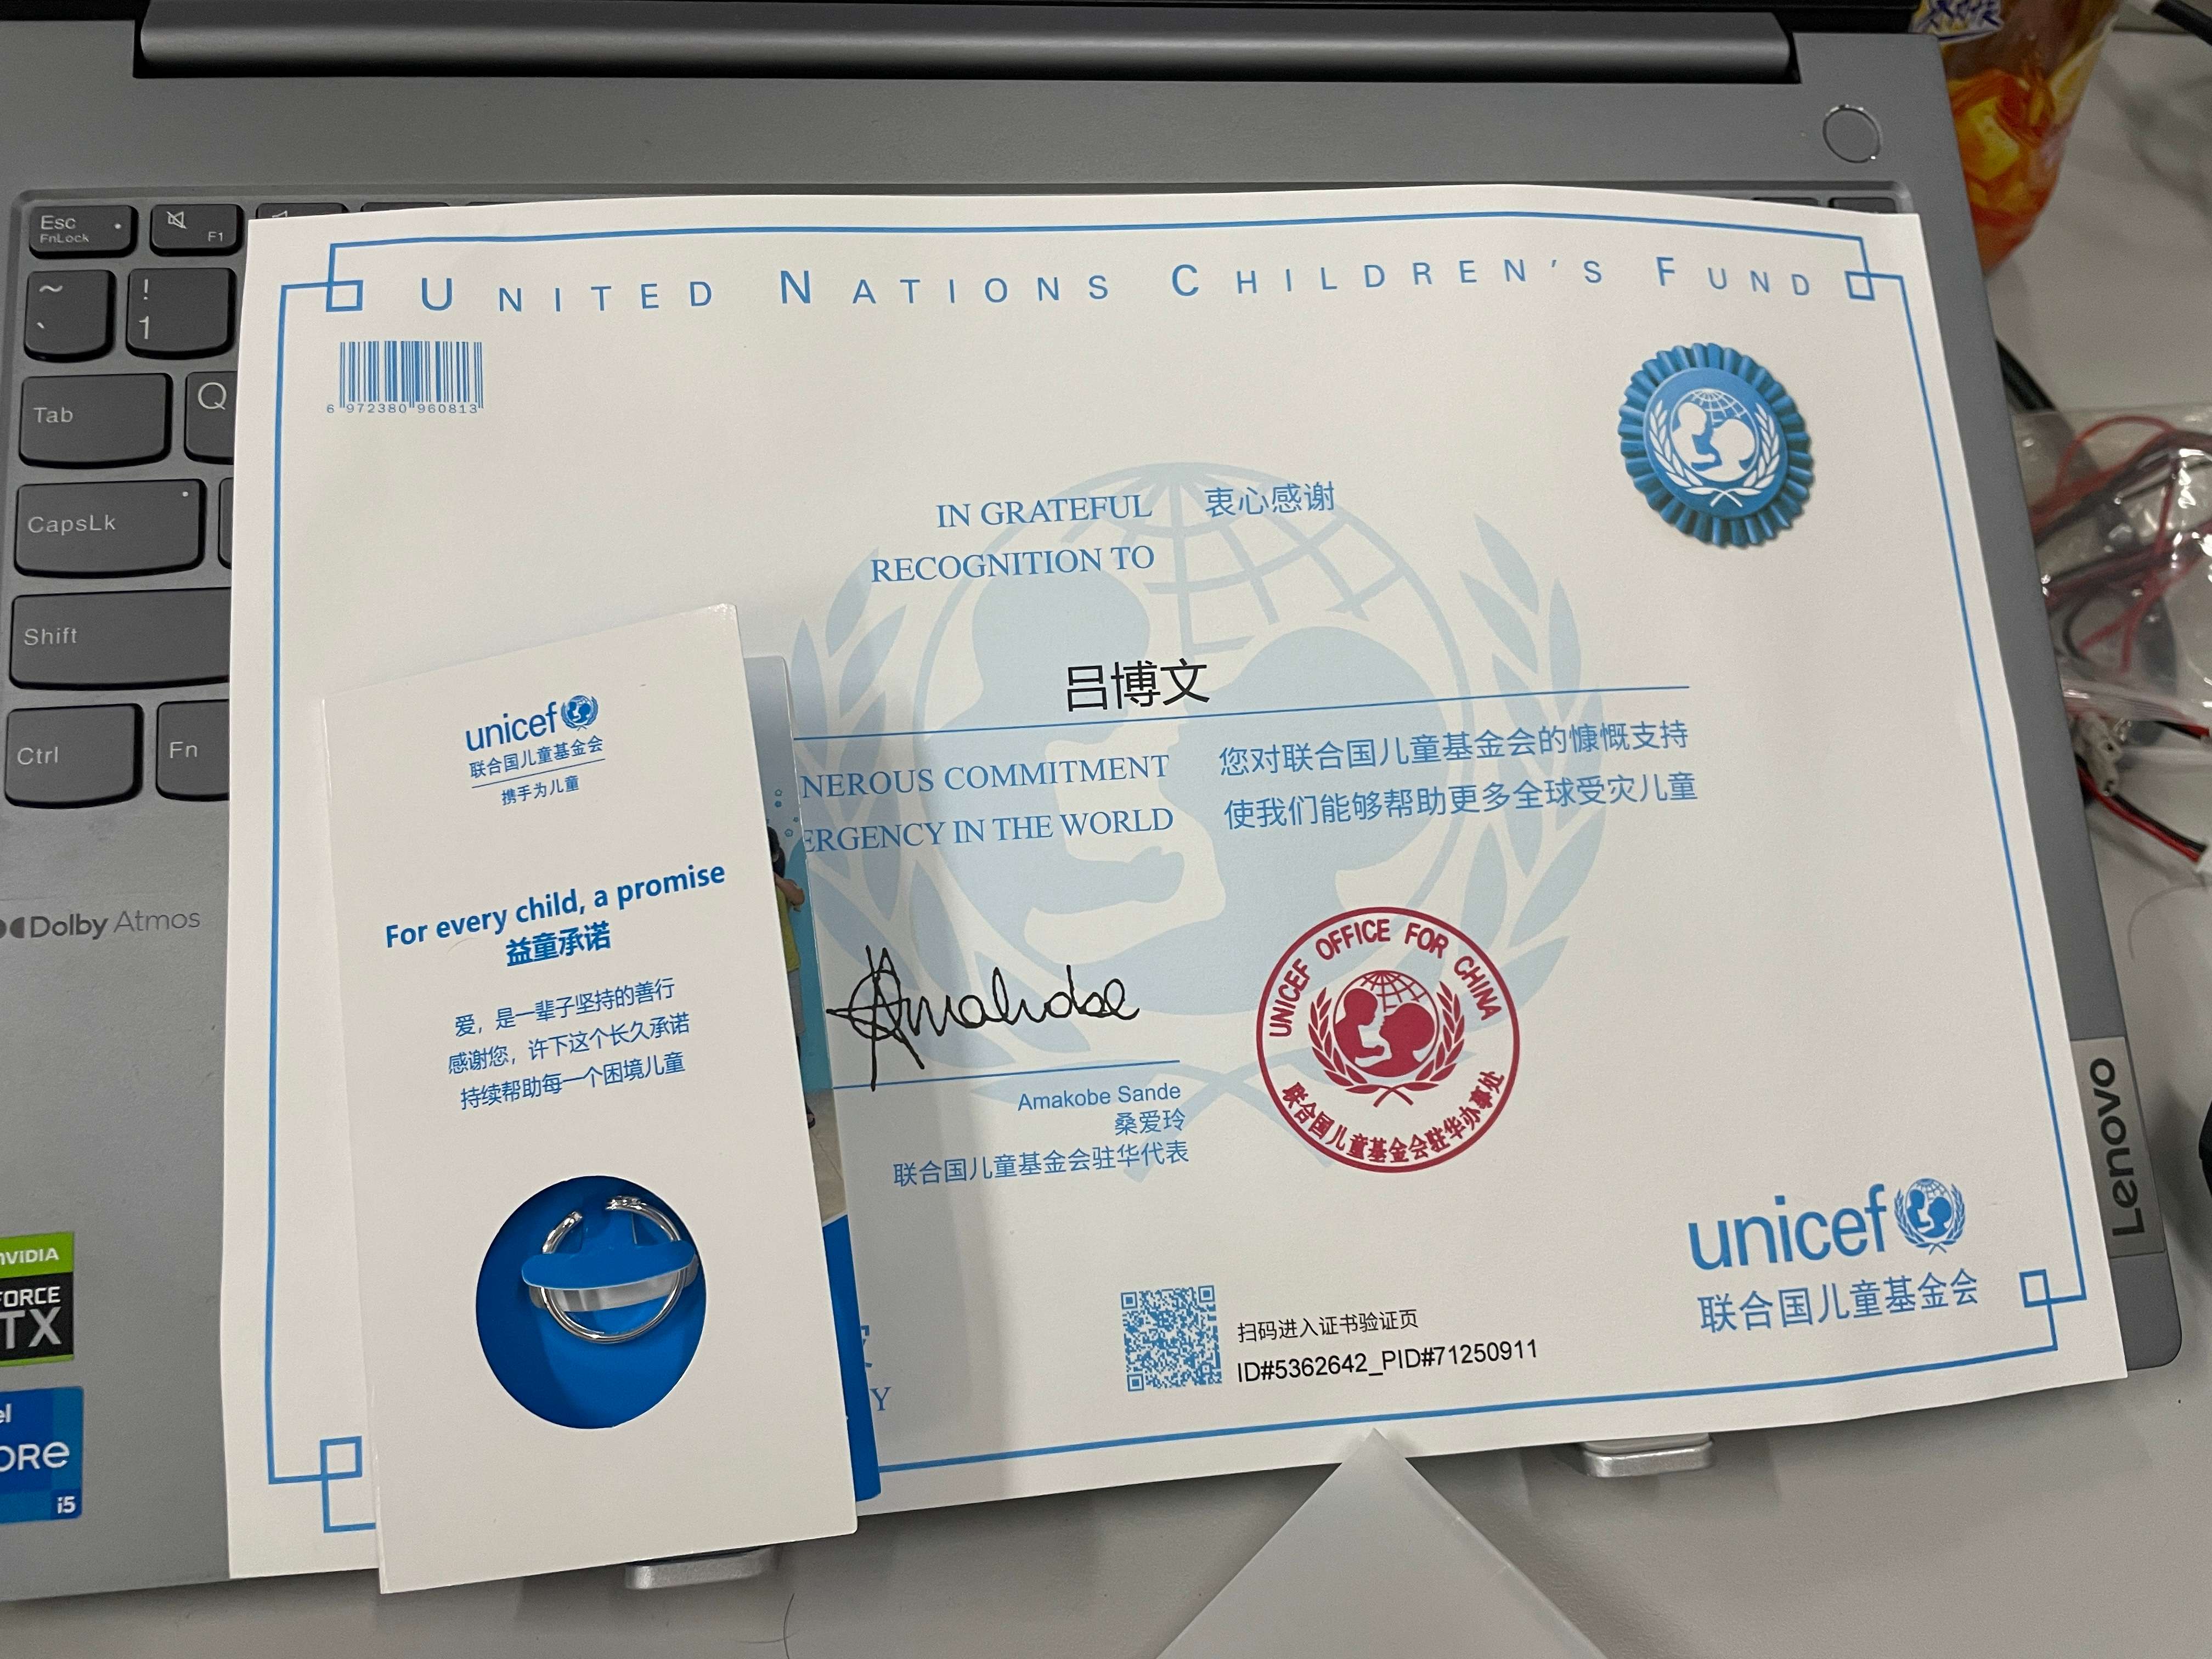 Esc
FnLock
F1
~
!
`
1
Tab
Q
CapsLk
Shift
Ctrl
Fn
Dolby Atmos
NVIDIA
FORCE
TX
ORe
i5
Lenovo
UNITED NATIONS CHILDREN'S FUND
6 972380 960813
IN GRATEFUL 衷心感谢
RECOGNITION TO
吕博文
NEROUS COMMITMENT 您对联合国儿童基金会的慷慨支持
ERGENCY IN THE WORLD 使我们能够帮助更多全球受灾儿童
Amakobe
Amakobe Sande
桑爱玲
联合国儿童基金会驻华代表
UNICEF OFFICE FOR CHINA
联合国儿童基金会驻华办事处
unicef
联合国儿童基金会
扫码进入证书验证页
ID#5362642_PID#71250911
Y
unicef
联合国儿童基金会
携手为儿童
For every child, a promise
益童承诺
爱，是一辈子坚持的善行
感谢您，许下这个长久承诺
持续帮助每一个困境儿童